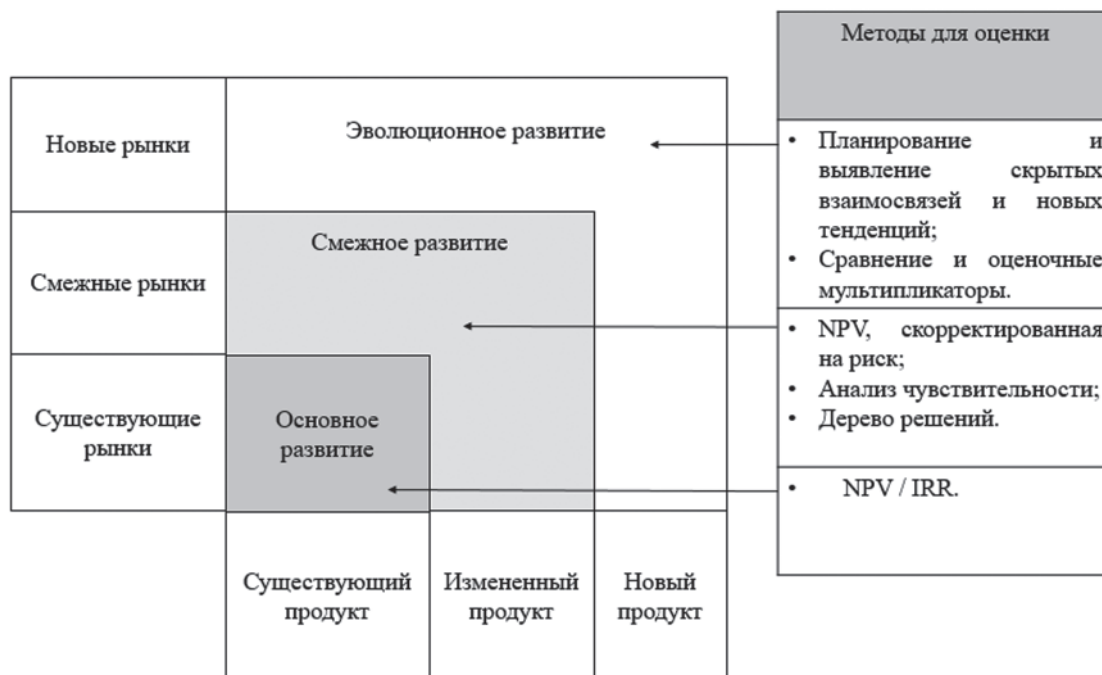 Методы для оценки
Новые рынки
Эволюционное развитие
• Планирование и
выявление скрытых
взаимосвязей и новых
тенденций;
• Сравнение и оценочные
мультипликаторы.
Смежные рынки
Смежное развитие
• NPV, скорректированная
на риск;
• Анализ чувствительности;
• Дерево решений.
Существующие
рынки
Основное
развитие
• NPV / IRR.
Существующий
продукт
Измененный
продукт
Новый
продукт